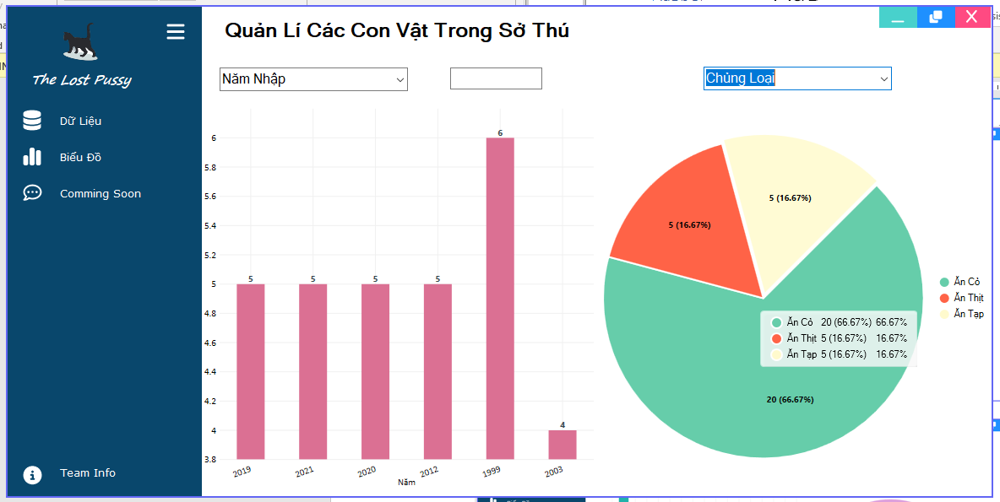 Quản Lí Các Con Vật Trong Sở Thú
The Lost Pussy
Năm Nhập
Chủng Loại
Dữ Liệu
Biểu Đồ
Comming Soon
Team Info
6
5.8
5.6
5.4
5.2
5
4.8
4.6
4.4
4.2
4
3.8
5
5
5
5
6
4
2019
2021
2020
2012
1999
2003
Năm
5 (16.67%)
5 (16.67%)
20 (66.67%)
Ăn Cỏ 20 (66.67%) 66.67%
Ăn Thịt 5 (16.67%) 16.67%
Ăn Tạp 5 (16.67%) 16.67%
Ăn Cỏ
Ăn Thịt
Ăn Tạp